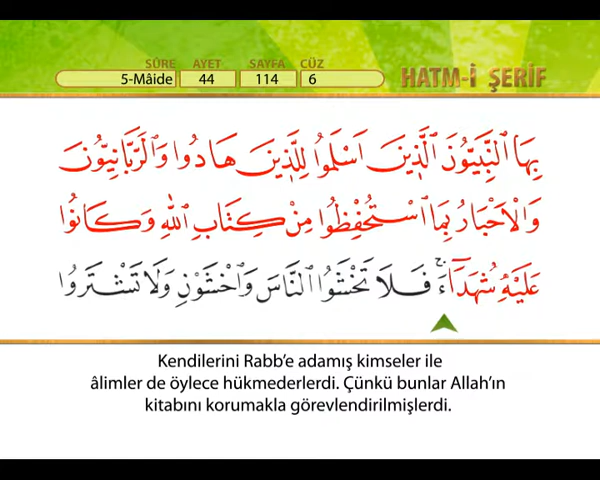 SÛRE AYET SAYFA CÜZ
5-Mâide 44 114 6 HATM-İ ŞERİF
بِهَا النَّبِيُّونَ الَّذِينَ اَسْلَمُوا لِلَّذِينَ هَادُوا وَالرَّبَّانِيُّونَ
وَالْاَحْبَارُ بِمَا اسْتُحْفِظُوا مِنْ كِتَابِ اللّٰهِ وَكَانُوا
عَلَيْهِ شُهَدَٓاءَۚ فَلَا تَخْشَوُا النَّاسَ وَاخْشَوْنِ وَلَا تَشْتَرُوا
Kendilerini Rabb’e adamış kimseler ile
âlimler de öylece hükmederlerdi. Çünkü bunlar Allah’ın
kitabını korumakla görevlendirilmişlerdi.